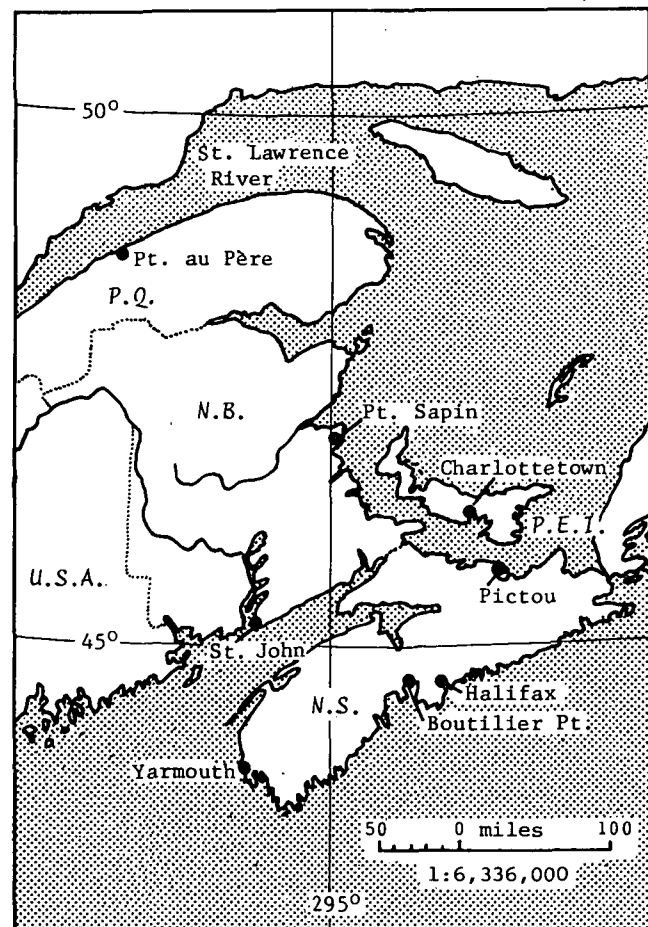 50°
St. Lawrence
River
Pt. au Père
P.Q.
N.B.
Pt. Sapin
Charlottetown
P.E.I.
U.S.A.
Pictou
45°
St. John
N.S.
Halifax
Boutilier Pt.
Yarmouth
50 0 miles 100
1:6,336,000
295°